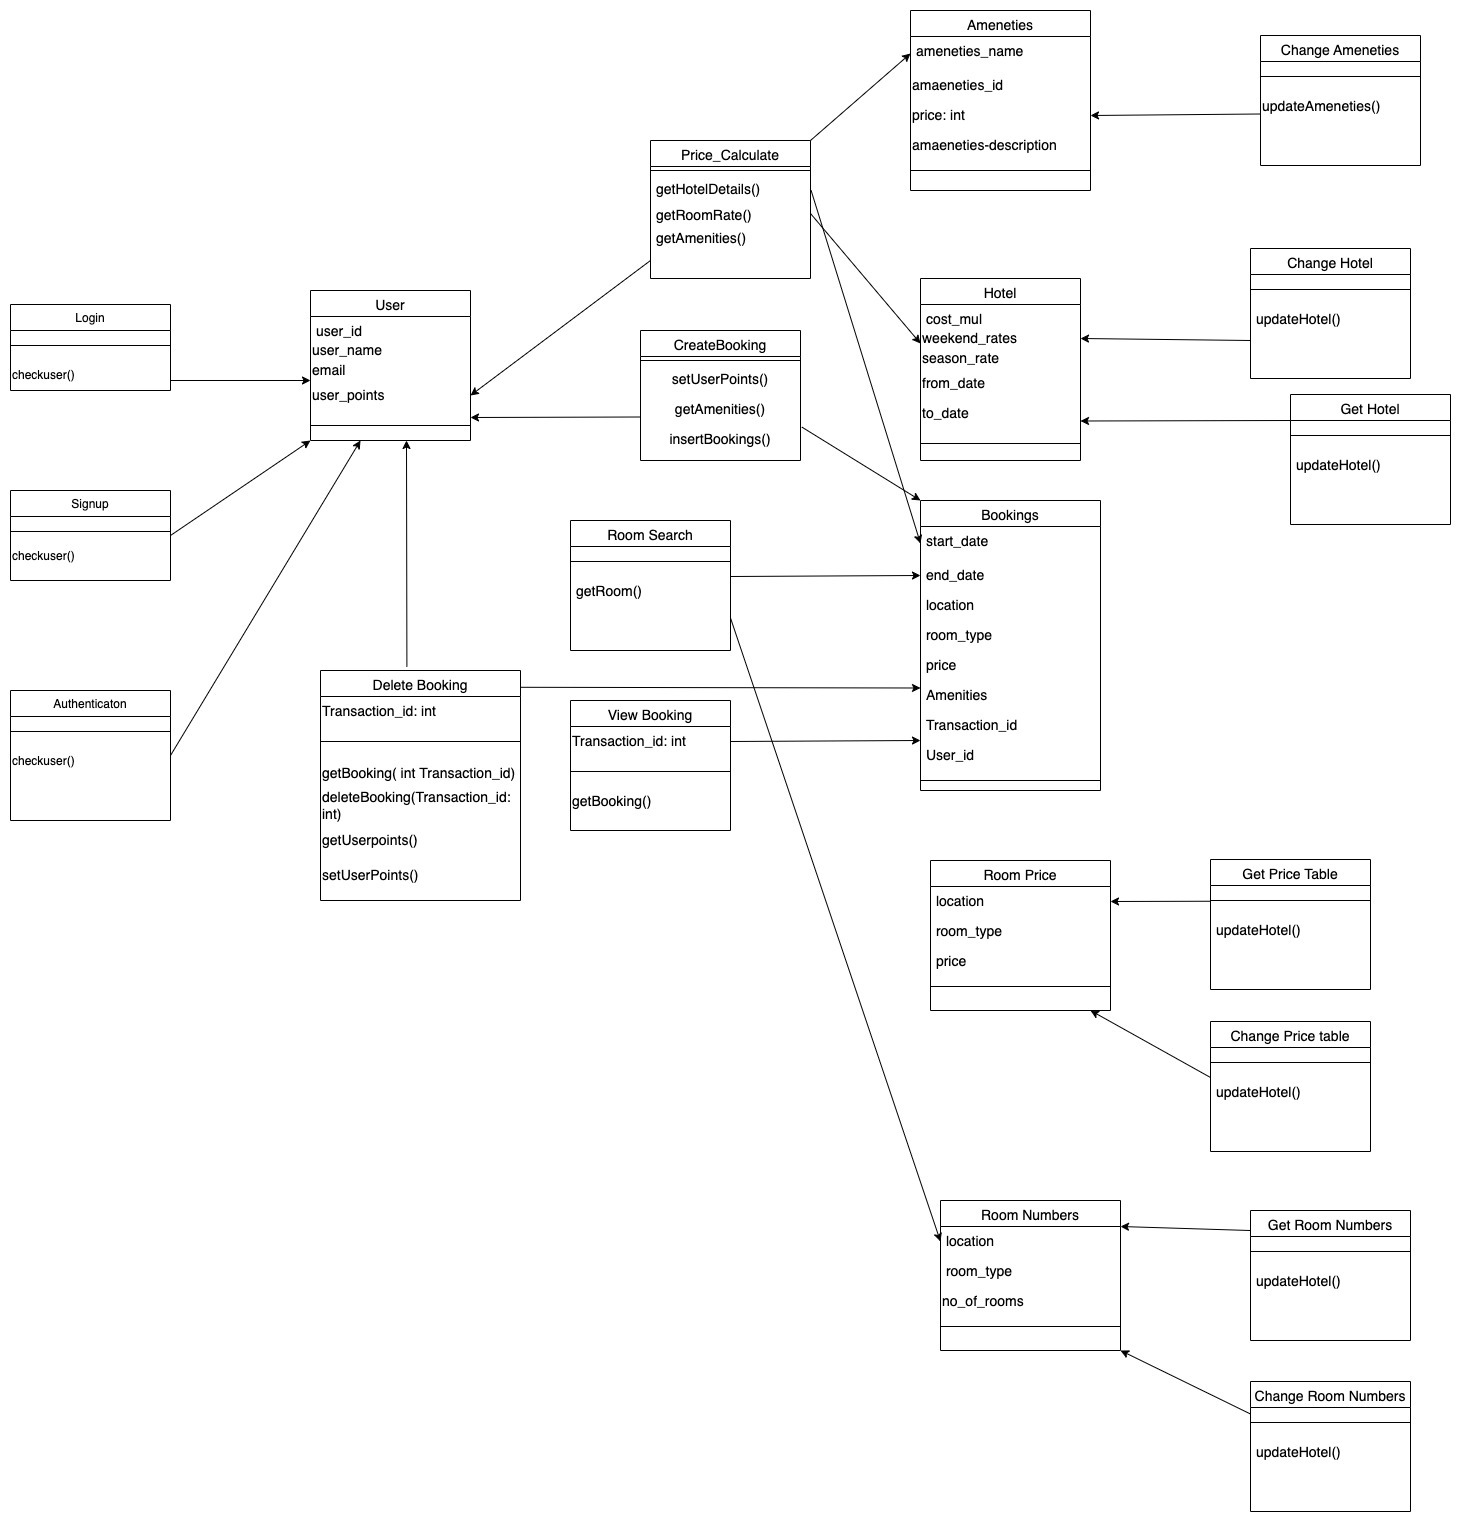 Ameneties
ameneties_name
amaeneties_id
price: int
amaeneties-description
Change Ameneties
updateAmeneties()
Price_Calculate
getHotelDetails()
getRoomRate()
getAmenities()
Change Hotel
updateHotel()
Hotel
cost_mul
weekend_rates
season_rate
from_date
to_date
Login
checkuser()
User
user_id
user_name
email
user_points
CreateBooking
setUserPoints()
getAmenities()
insertBookings()
Get Hotel
updateHotel()
Signup
checkuser()
Room Search
getRoom()
Bookings
start_date
end_date
location
room_type
price
Amenities
Transaction_id
User_id
Authenticaton
checkuser()
Delete Booking
Transaction_id: int
getBooking( int Transaction_id)
deleteBooking(Transaction_id:
int)
getUserpoints()
setUserPoints()
View Booking
Transaction_id: int
getBooking()
Room Price
location
room_type
price
Get Price Table
updateHotel()
Change Price table
updateHotel()
Room Numbers
location
room_type
no_of_rooms
Get Room Numbers
updateHotel()
Change Room Numbers
updateHotel()